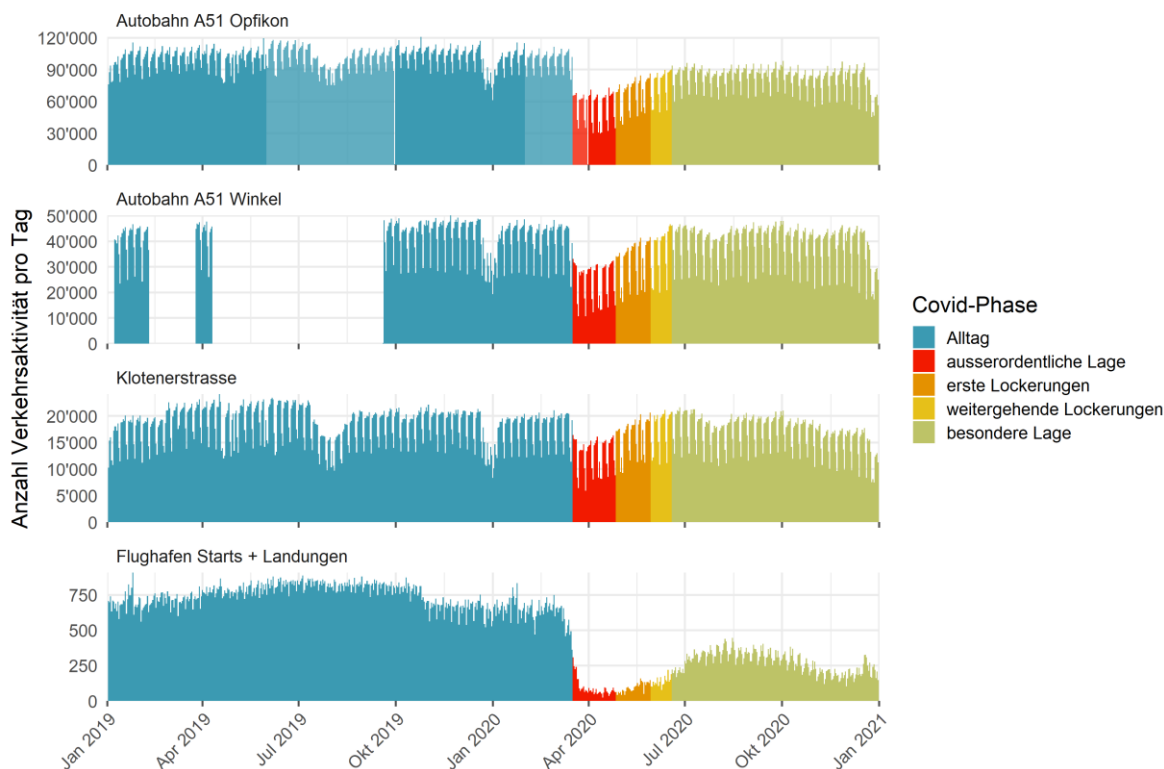 Autobahn A51 Opfikon
120'000
90'000
60'000
30'000
0
Autobahn A51 Winkel
50'000
40'000
30'000
20'000
10'000
0
Klotenerstrasse
20'000
15'000
10'000
5'000
0
Flughafen Starts + Landungen
750
500
250
0
Jan 2019
Apr 2019
Jul 2019
Okt 2019
Jan 2020
Apr 2020
Jul 2020
Okt 2020
Jan 2021
Anzahl Verkehrsaktivität pro Tag
Covid-Phase
Alltag
ausserordentliche Lage
erste Lockerungen
weitergehende Lockerungen
besondere Lage